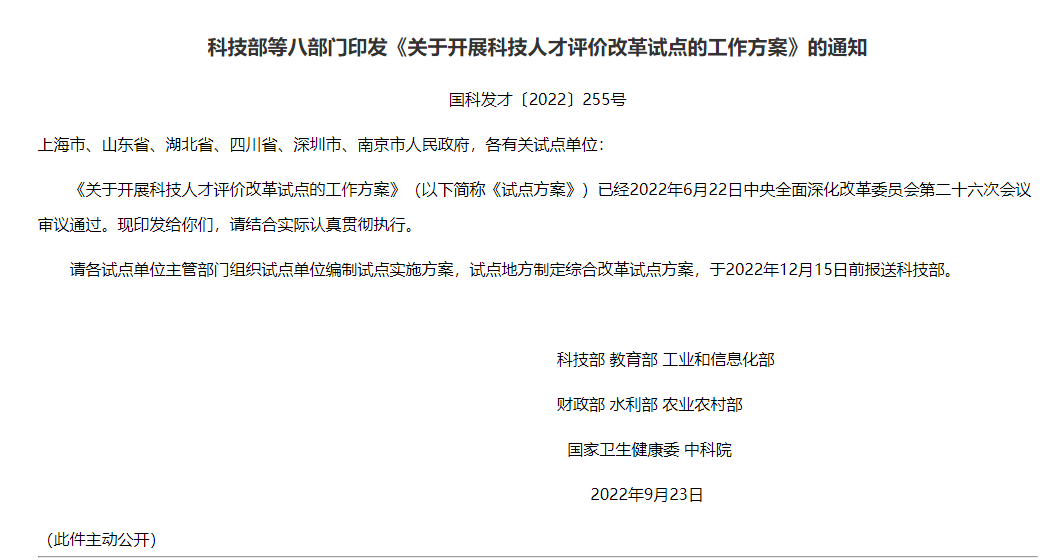 科技部等八部门印发《关于开展科技人才评价改革试点的工作方案》的通知
国科发才〔2022〕255号
上海市、山东省、湖北省、四川省、深圳市、南京市人民政府，各有关试点单位：
《关于开展科技人才评价改革试点的工作方案》（以下简称《试点方案》）已经2022年6月22日中央全面深化改革委员会第二十六次会议
审议通过。现印发给你们，请结合实际认真贯彻执行。
请各试点单位主管部门组织试点单位编制试点实施方案，试点地方制定综合改革试点方案，于2022年12月15日前报送科技部。
科技部 教育部 工业和信息化部
财政部 水利部 农业农村部
国家卫生健康委 中科院
2022年9月23日
（此件主动公开）